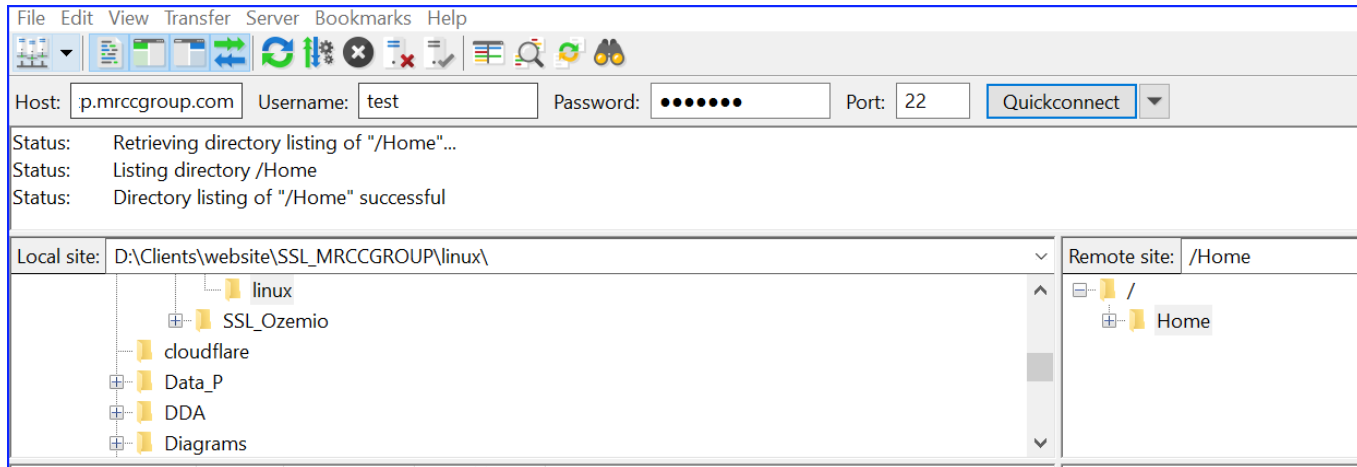 File Edit View Transfer Server Bookmarks Help
Host: p.mrccgroup.com Username: test Password: ●●●●●●● Port: 22 Quickconnect
Status: Retrieving directory listing of "/Home"...
Status: Listing directory /Home
Status: Directory listing of "/Home" successful
Local site: D:\Clients\website\SSL_MRCCGROUP\linux\ Remote site: /Home
linux
SSL_Ozemio
cloudflare
Data_P
DDA
Diagrams
/
Home